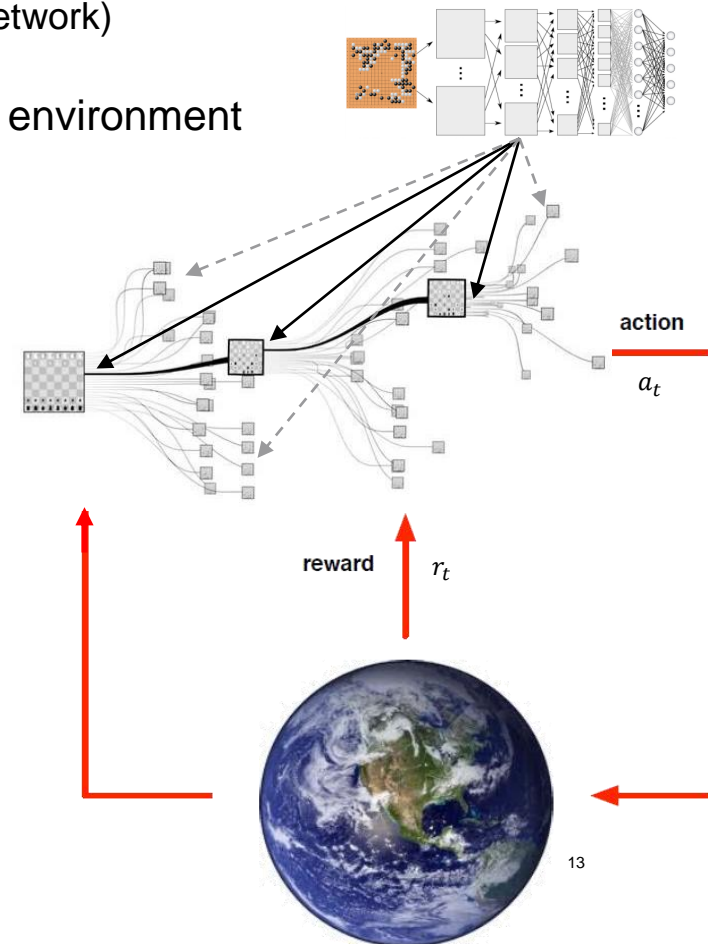 etwork)
environment
action
a_t
reward r_t
13